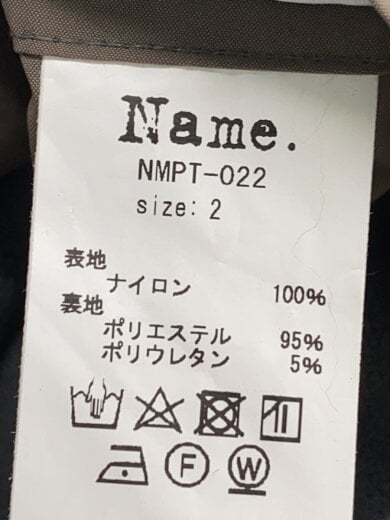 Name.
NMPT-022
size: 2
表地
ナイロン 100%
裏地
ポリエステル 95%
ポリウレタン 5%
F W